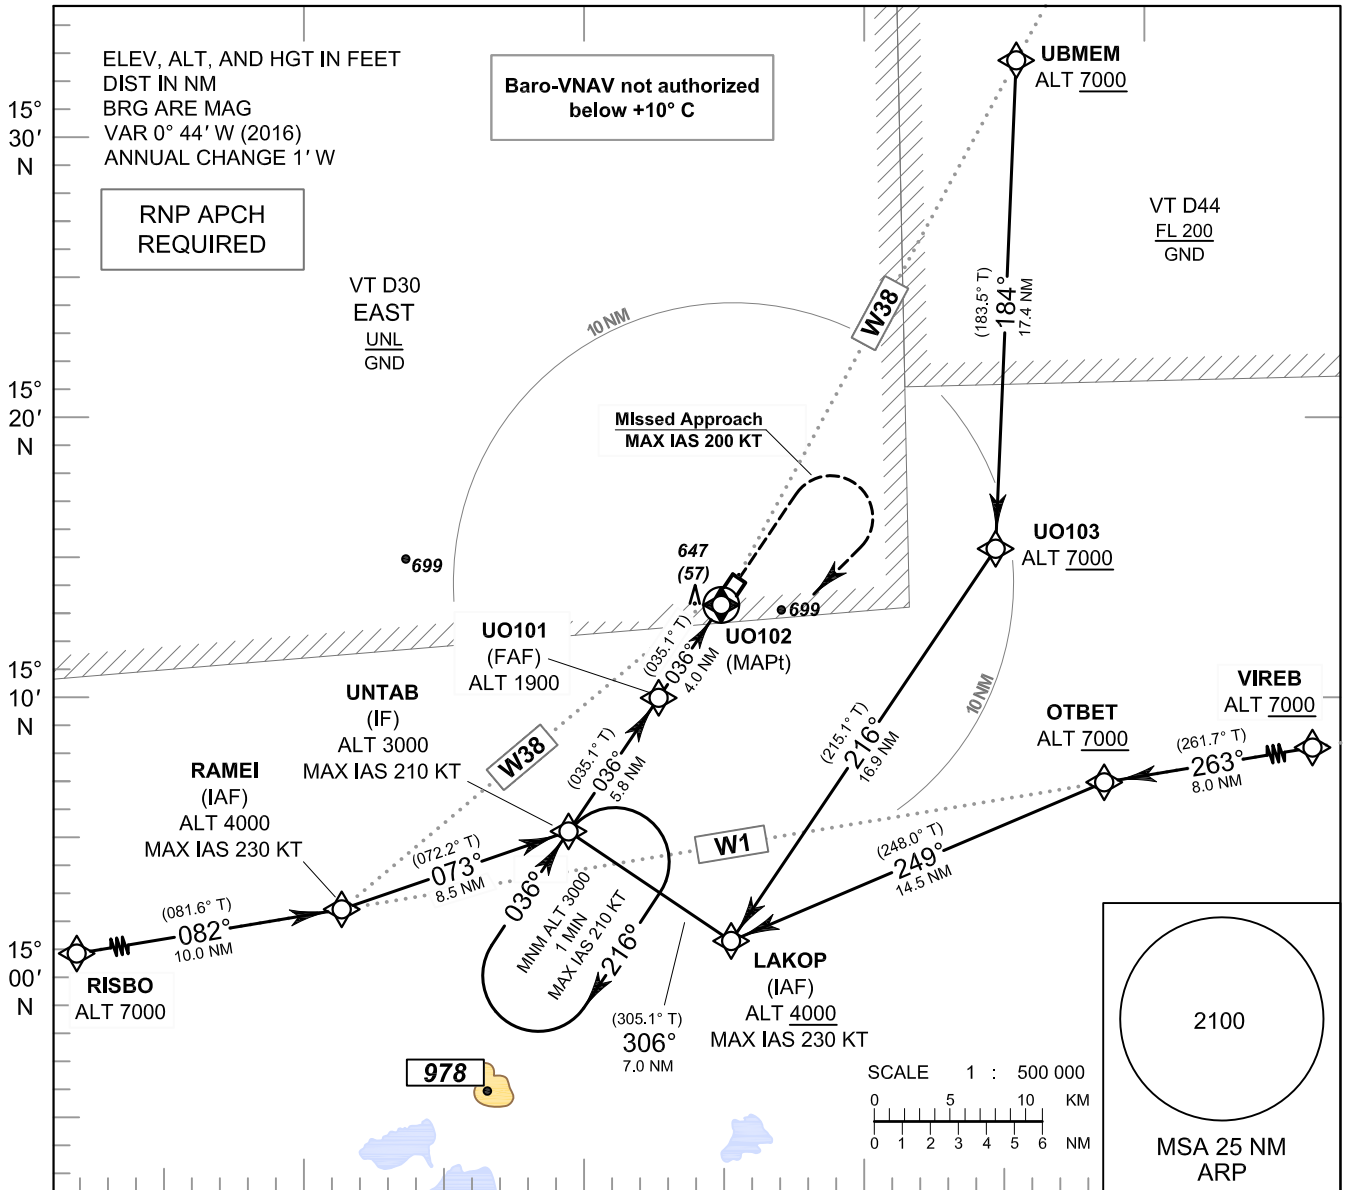 ELEV, ALT, AND HGT IN FEET
DIST IN NM
BRG ARE MAG
VAR 0° 44′ W (2016)
ANNUAL CHANGE 1′ W
RNP APCH
REQUIRED
Baro-VNAV not authorized
below +10° C
UBMEM
ALT 7000
VT D44
FL 200
GND
VT D30
EAST
UNL
GND
15°
30′
N
10 NM
W38
(183.5° T)
184°
17.4 NM
15°
20′
N
MIssed Approach
MAX IAS 200 KT
UO103
ALT 7000
699
647
(57)
699
UO102
(MAPt)
UO101
(FAF)
ALT 1900
(035.1° T)
036°
4.0 NM
15°
10′
N
UNTAB
(IF)
ALT 3000
MAX IAS 210 KT
W38
(035.1° T)
036°
5.8 NM
10 NM
(215.1° T)
216°
16.9 NM
VIREB
ALT 7000
OTBET
ALT 7000
(261.7° T)
263°
8.0 NM
RAMEI
(IAF)
ALT 4000
MAX IAS 230 KT
(072.2° T)
073°
8.5 NM
W1
(248.0° T)
249°
14.5 NM
(081.6° T)
082°
10.0 NM
036°
MNM ALT 3000
1 MIN
MAX IAS 210 KT
216°
15°
00′
N
RISBO
ALT 7000
LAKOP
(IAF)
ALT 4000
MAX IAS 230 KT
(305.1° T)
306°
7.0 NM
978
SCALE 1 : 500 000
0 5 10 KM
0 1 2 3 4 5 6 NM
2100
MSA 25 NM
ARP